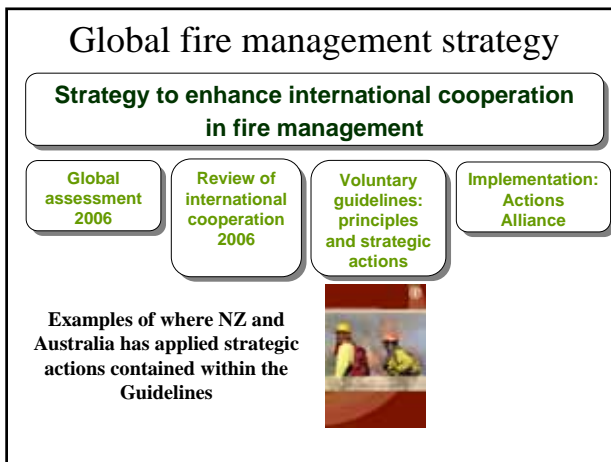 Global fire management strategy
Strategy to enhance international cooperation
in fire management
Global
assessment
2006
Review of
international
cooperation
2006
Voluntary
guidelines:
principles
and strategic
actions
Implementation:
Actions
Alliance
Examples of where NZ and
Australia has applied strategic
actions contained within the
Guidelines